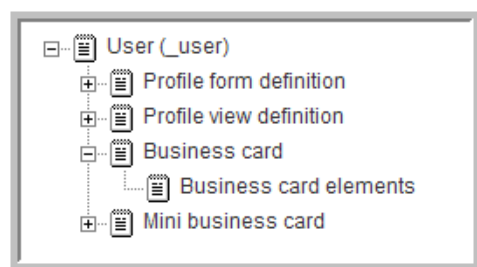 User (_user)
Profile form definition
Profile view definition
Business card
Business card elements
Mini business card